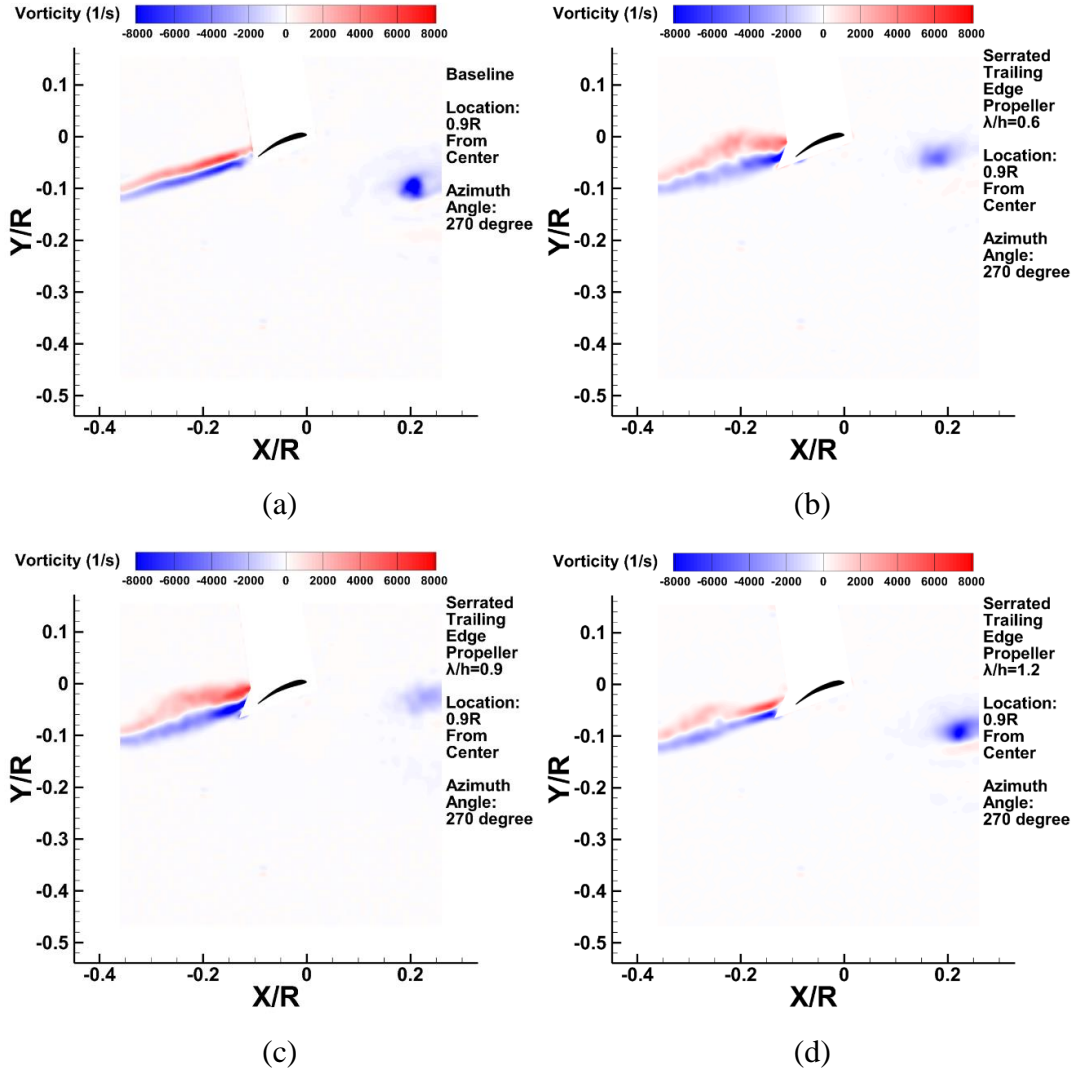 Vorticity (1/s)
-8000 -6000 -4000 -2000 0 2000 4000 6000 8000
Baseline
Location:
0.9R
From
Center
Azimuth
Angle:
270 degree
Y/R
0.1
0
-0.1
-0.2
-0.3
-0.4
-0.5
-0.4 -0.2 0 0.2
X/R
(a)
Vorticity (1/s)
-8000 -6000 -4000 -2000 0 2000 4000 6000 8000
Serrated
Trailing
Edge
Propeller
λ/h=0.6
Location:
0.9R
From
Center
Azimuth
Angle:
270 degree
Y/R
0.1
0
-0.1
-0.2
-0.3
-0.4
-0.5
-0.4 -0.2 0 0.2
X/R
(b)
Vorticity (1/s)
-8000 -6000 -4000 -2000 0 2000 4000 6000 8000
Serrated
Trailing
Edge
Propeller
λ/h=0.9
Location:
0.9R
From
Center
Azimuth
Angle:
270 degree
Y/R
0.1
0
-0.1
-0.2
-0.3
-0.4
-0.5
-0.4 -0.2 0 0.2
X/R
(c)
Vorticity (1/s)
-8000 -6000 -4000 -2000 0 2000 4000 6000 8000
Serrated
Trailing
Edge
Propeller
λ/h=1.2
Location:
0.9R
From
Center
Azimuth
Angle:
270 degree
Y/R
0.1
0
-0.1
-0.2
-0.3
-0.4
-0.5
-0.4 -0.2 0 0.2
X/R
(d)